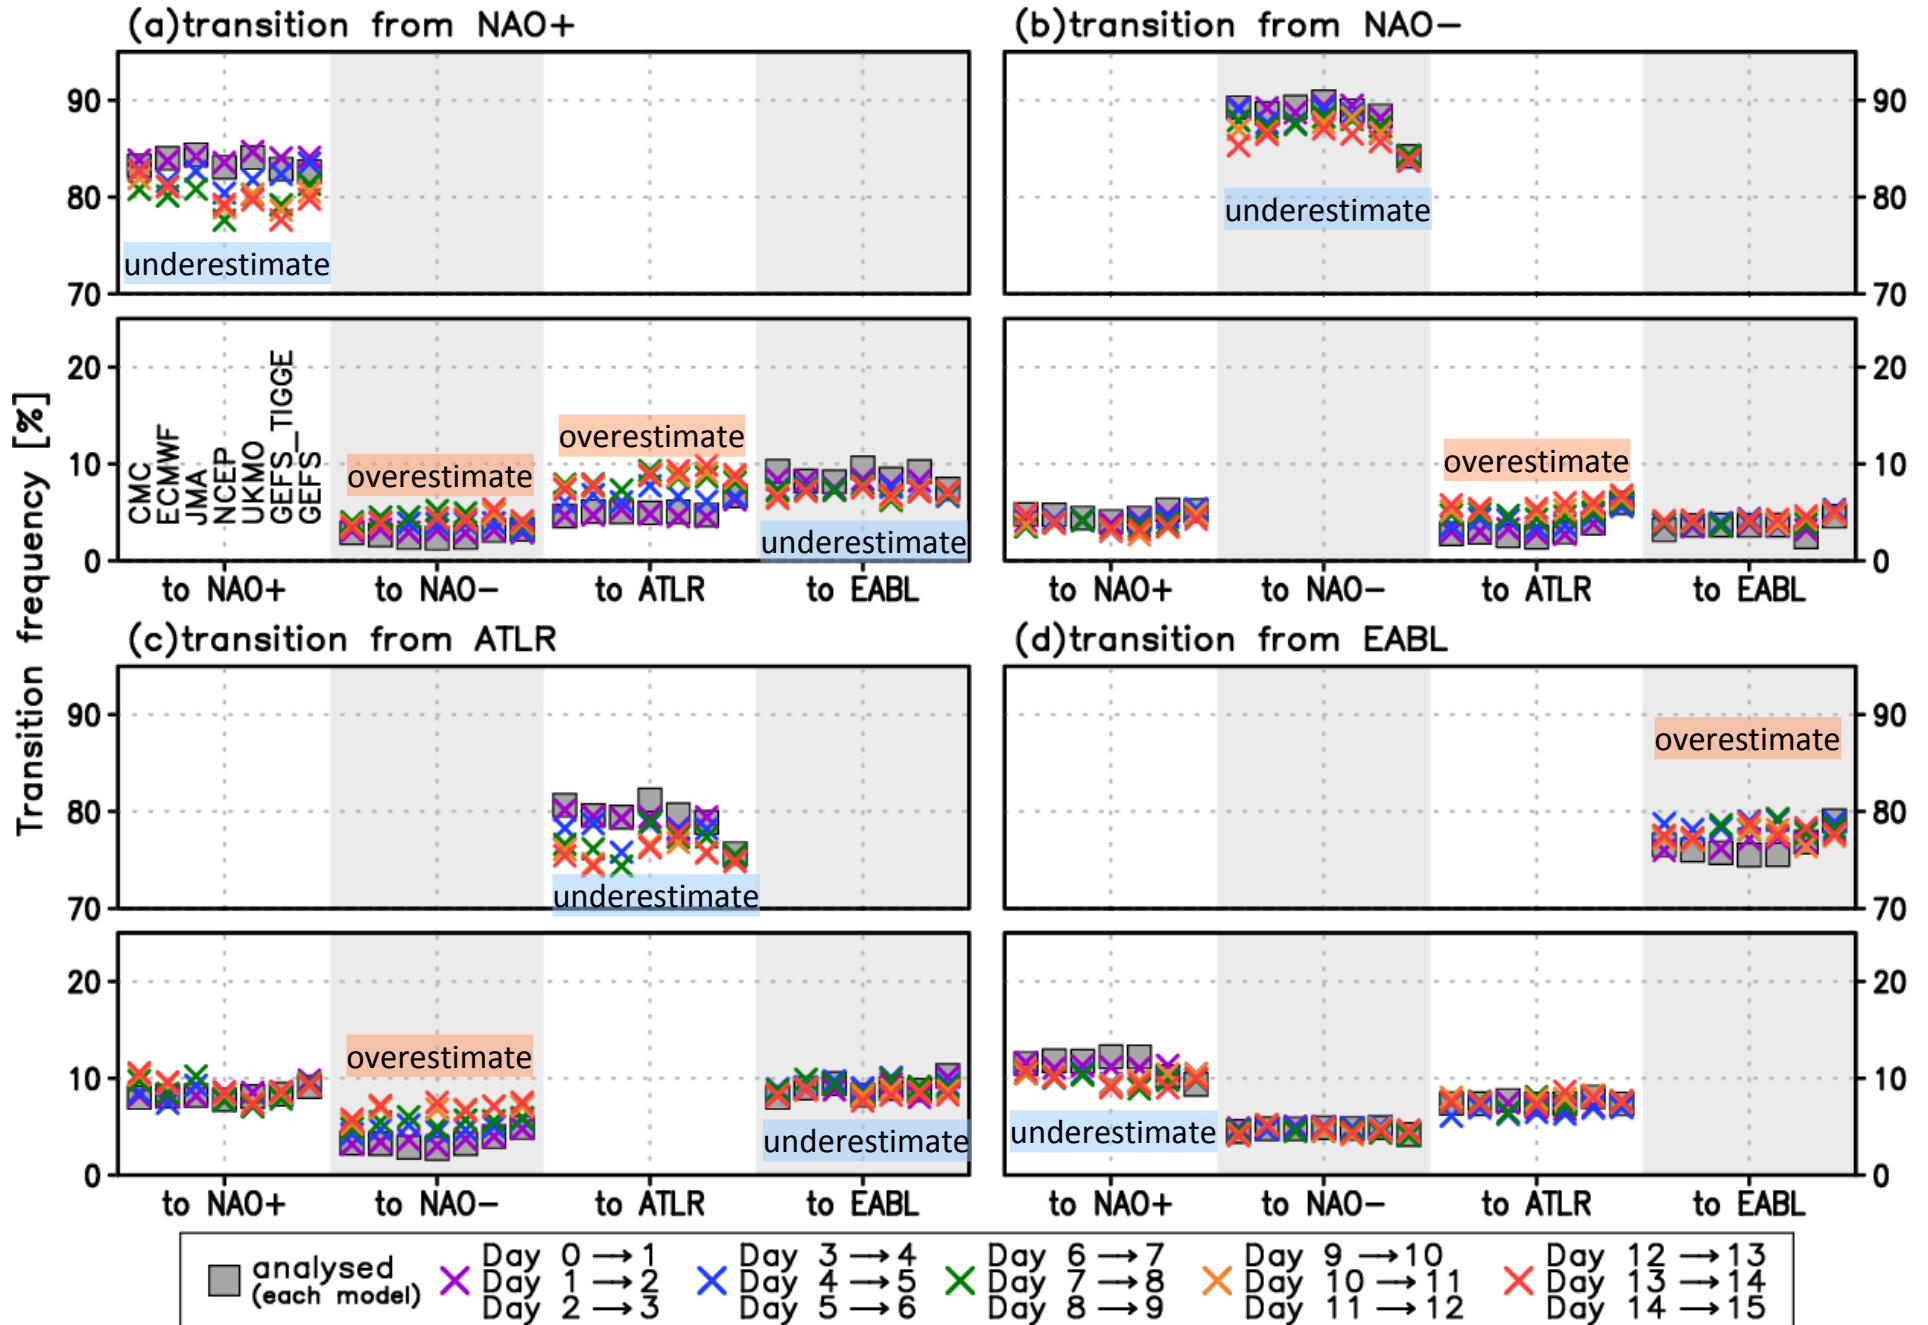 (a)transition from NAO+
(b)transition from NAO−
90
80
70
underestimate
underestimate
90
80
70
20
10
0
CMC
ECMWF
JMA
NCEP
UKMO
GEFS_TIGGE
GEFS
overestimate
overestimate
underestimate
overestimate
20
10
0
to NAO+
to NAO−
to ATLR
to EABL
to NAO+
to NAO−
to ATLR
to EABL
Transition frequency [%]
(c)transition from ATLR
(d)transition from EABL
90
80
70
underestimate
overestimate
90
80
70
20
10
0
overestimate
underestimate
underestimate
20
10
0
to NAO+
to NAO−
to ATLR
to EABL
to NAO+
to NAO−
to ATLR
to EABL
analysed
(each model)
Day 0→1
Day 1→2
Day 2→3
Day 3→4
Day 4→5
Day 5→6
Day 6→7
Day 7→8
Day 8→9
Day 9→10
Day 10→11
Day 11→12
Day 12→13
Day 13→14
Day 14→15